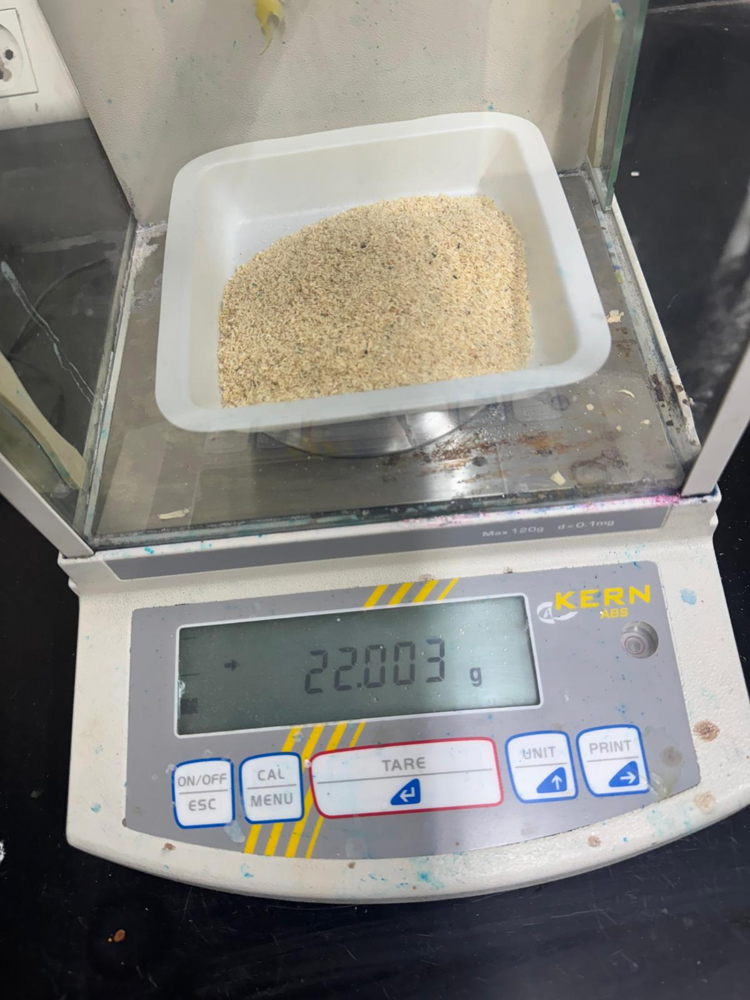 Max 120g d=0.1mg
KERN
ABS
22.003 g
ON/OFF
ESC
CAL
MENU
TARE
UNIT
PRINT